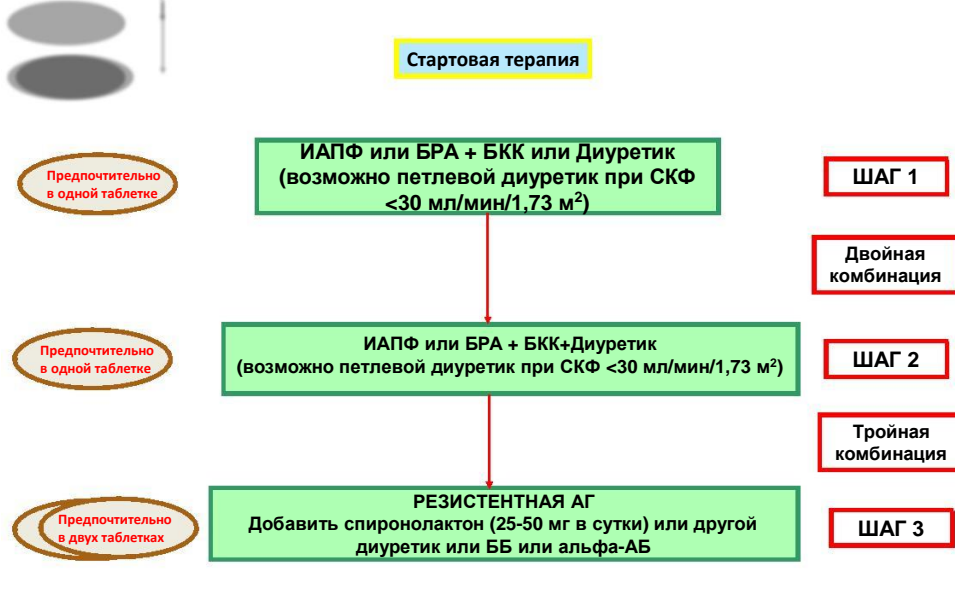 Стартовая терапия
Предпочтительно
в одной таблетке
ИАПФ или БРА + БКК или Диуретик
(возможно петлевой диуретик при СКФ
<30 мл/мин/1,73 м²)
ШАГ 1
Двойная
комбинация
Предпочтительно
в одной таблетке
ИАПФ или БРА + БКК+Диуретик
(возможно петлевой диуретик при СКФ <30 мл/мин/1,73 м²)
ШАГ 2
Тройная
комбинация
Предпочтительно
в двух таблетках
РЕЗИСТЕНТНАЯ АГ
Добавить спиронолактон (25-50 мг в сутки) или другой
диуретик или ББ или альфа-АБ
ШАГ 3